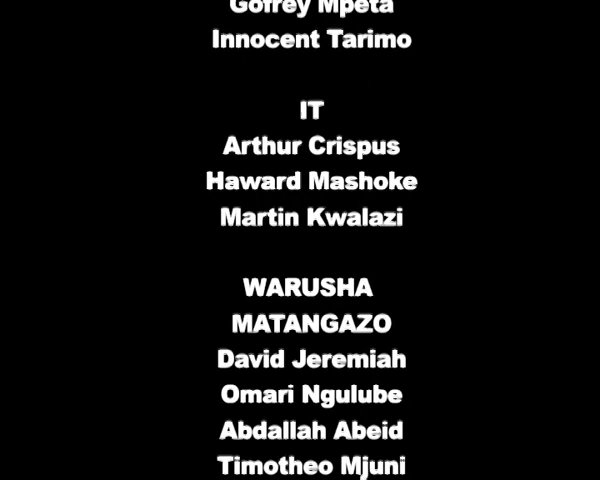 Gofrey Mpeta
Innocent Tarimo
IT
Arthur Crispus
Haward Mashoke
Martin Kwalazi
WARUSHA
MATANGAZO
David Jeremiah
Omari Ngulube
Abdallah Abeid
Timotheo Mjuni